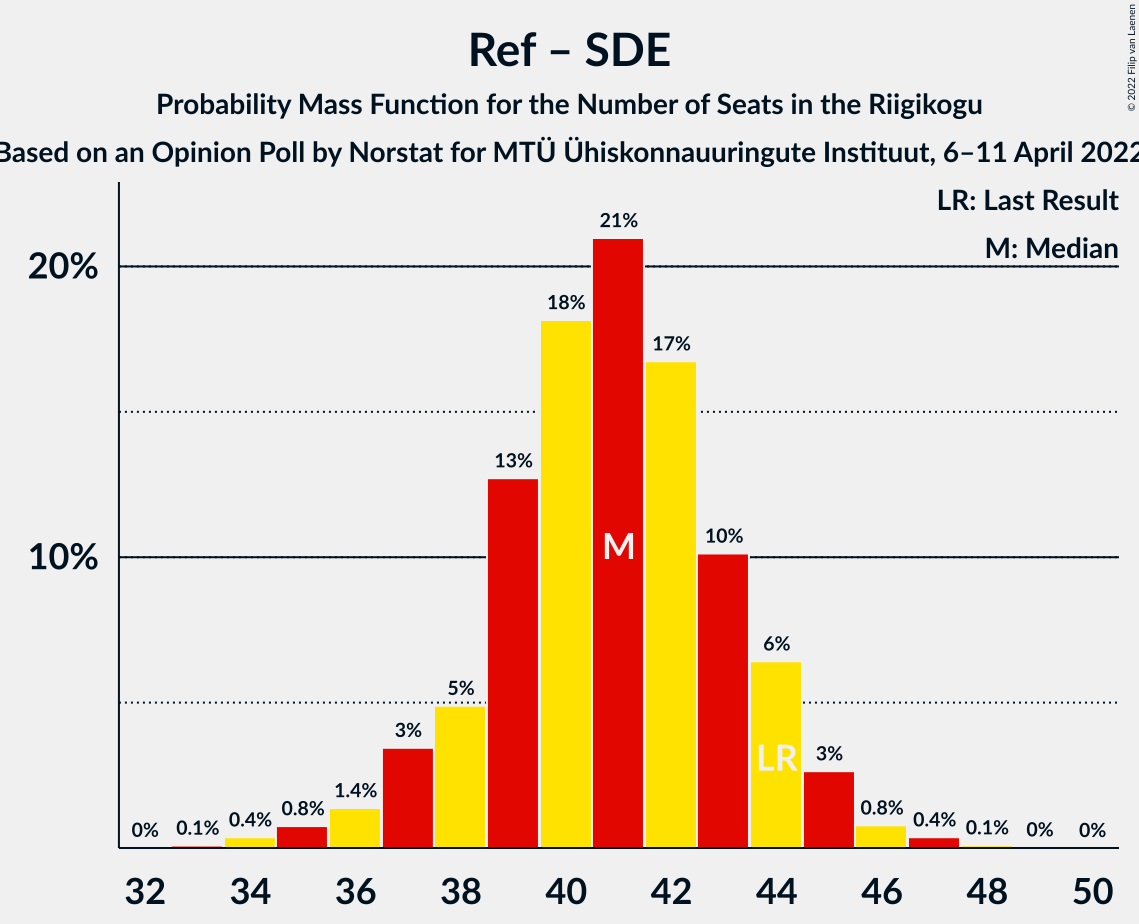 Ref – SDE
Probability Mass Function for the Number of Seats in the Riigikogu
Based on an Opinion Poll by Norstat for MTÜ Ühiskonnauuringute Instituut, 6–11 April 2022
© 2022 Filip van Laenen
LR: Last Result
M: Median
20%
10%
0% 0.1% 0.4% 0.8% 1.4% 3% 5% 13% 18% 21% 17% 10% 6% 3% 0.8% 0.4% 0.1% 0% 0%
M
LR
32 34 36 38 40 42 44 46 48 50